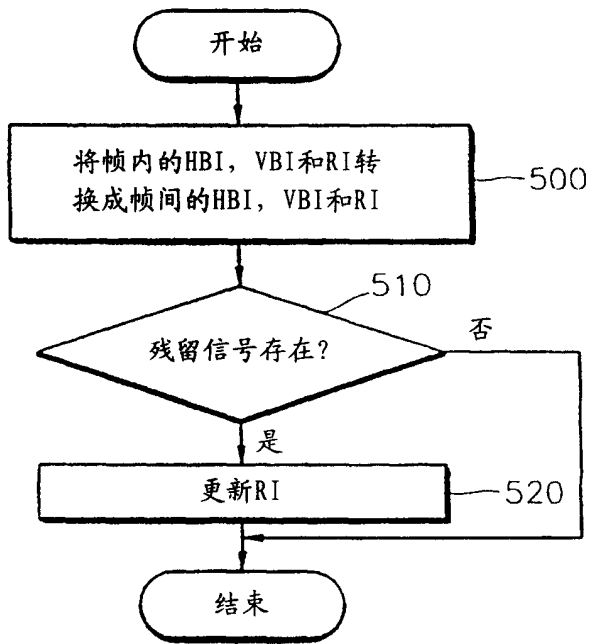 开始
将帧内的HBI, VBI和RI转
换成帧间的HBI, VBI和RI
500
510
残留信号存在?
否
是
更新RI
520
结束